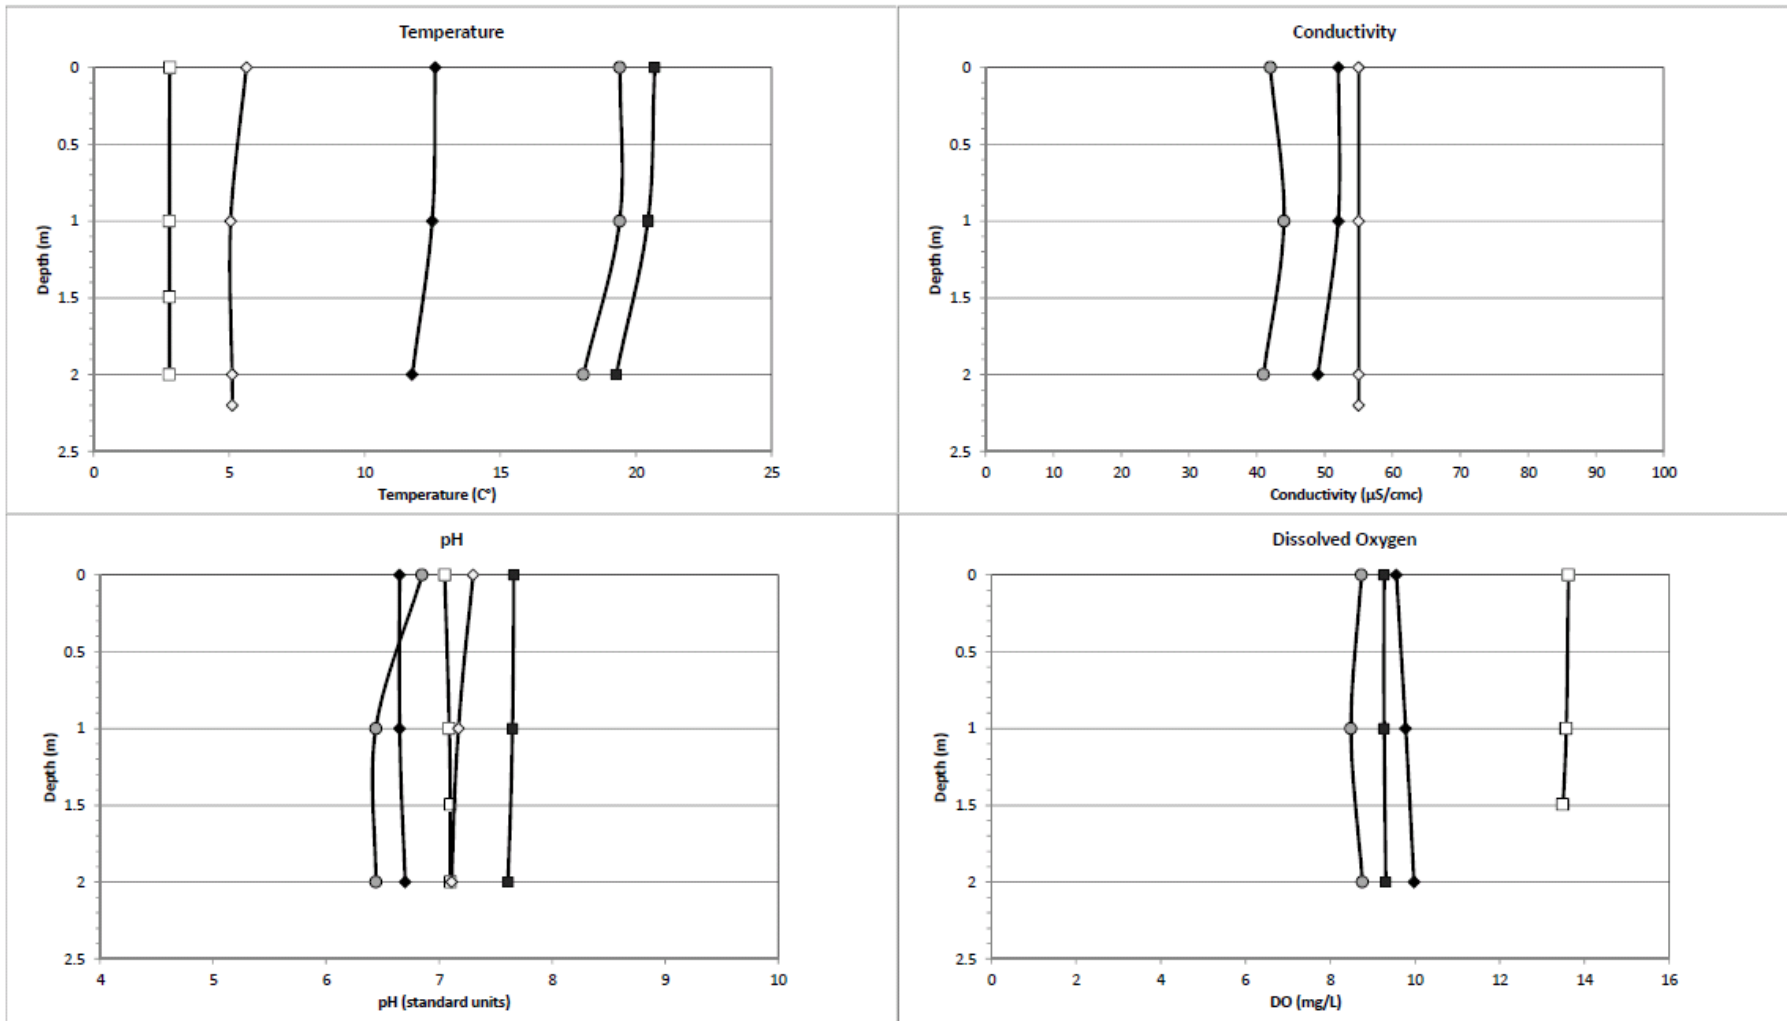 Temperature
0
0.5
1
1.5
2
2.5
Depth (m)
0 5 10 15 20 25
Temperature (C°)
Conductivity
0
0.5
1
1.5
2
2.5
Depth (m)
0 10 20 30 40 50 60 70 80 90 100
Conductivity (µS/cmc)
pH
0
0.5
1
1.5
2
2.5
Depth (m)
4 5 6 7 8 9 10
pH (standard units)
Dissolved Oxygen
0
0.5
1
1.5
2
2.5
Depth (m)
0 2 4 6 8 10 12 14 16
DO (mg/L)